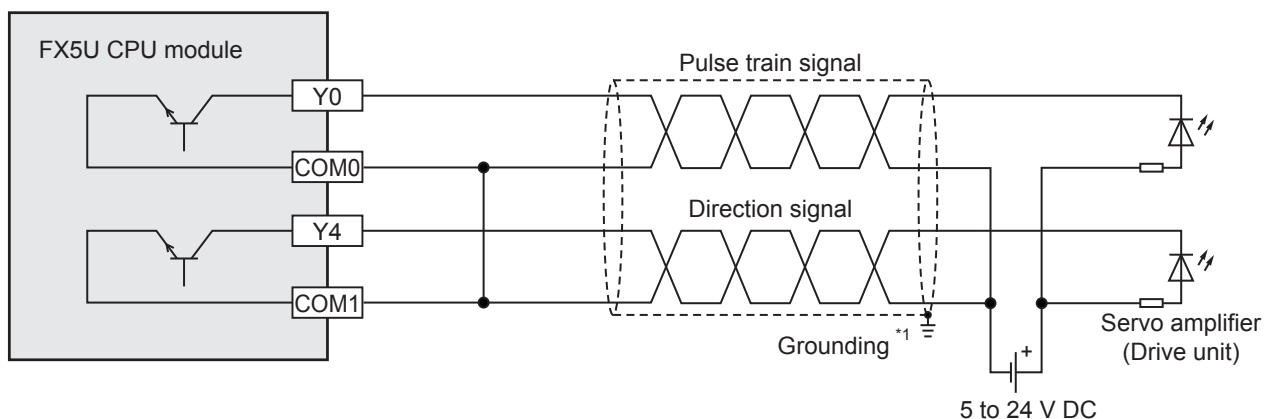 FX5U CPU module
Pulse train signal
Y0
COM0
Direction signal
Y4
COM1
Grounding *1
Servo amplifier
(Drive unit)
+
5 to 24 V DC